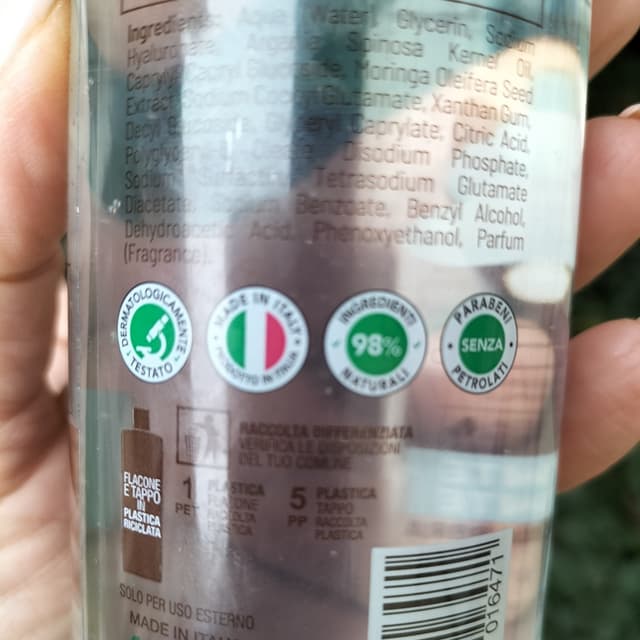 Ingredients: Aqua (Water), Glycerin, Sodium
Hyaluronate, Argania Spinosa Kernel Oil,
Caprylyl/Capryl Glucoside, Moringa Oleifera Seed
Extract, Sodium Cocoyl Glutamate, Xanthan Gum,
Decyl Glucoside, Glyceryl Caprylate, Citric Acid,
Disodium Phosphate,
Tetrasodium Glutamate
Diacetate, Sodium Benzoate, Benzyl Alcohol,
Dehydroacetic Acid, Phenoxyethanol, Parfum
(Fragrance).
DERMATOLOGICAMENTE
TESTATO
MADE IN ITALY
PRODOTTO IN ITALIA
INGREDIENTI
98%
NATURALI
PARABENI
SENZA
PETROLATI
RACCOLTA DIFFERENZIATA
VERIFICA LE DISPOSIZIONI
DEL TUO COMUNE
FLACONE
E TAPPO
IN
PLASTICA
RICICLATA
1
PET
PLASTICA
FLACONE
RACCOLTA
PLASTICA
5
PP
PLASTICA
TAPPO
RACCOLTA
PLASTICA
SOLO PER USO ESTERNO
MADE IN ITAL
016471